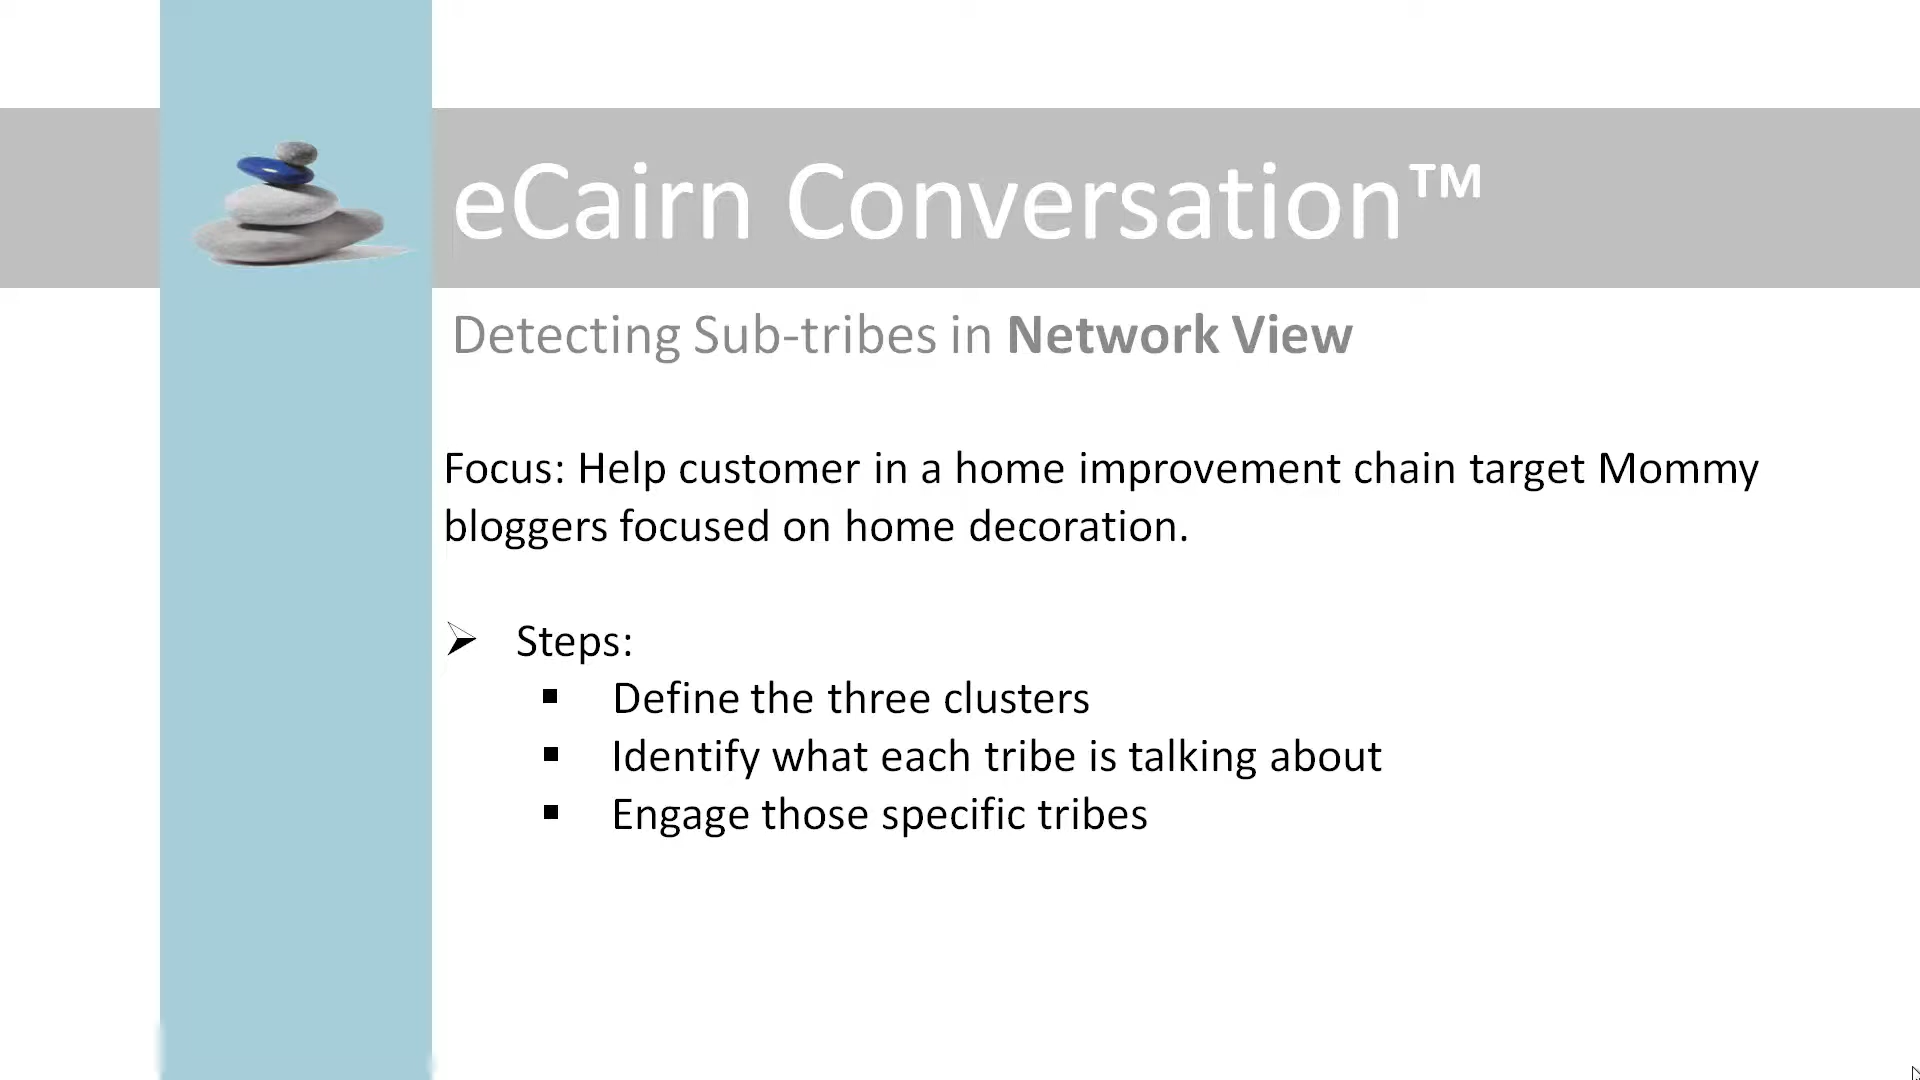 eCairn Conversation™
Detecting Sub-tribes in Network View
Focus: Help customer in a home improvement chain target Mommy
bloggers focused on home decoration.
➢ Steps:
▪ Define the three clusters
▪ Identify what each tribe is talking about
▪ Engage those specific tribes